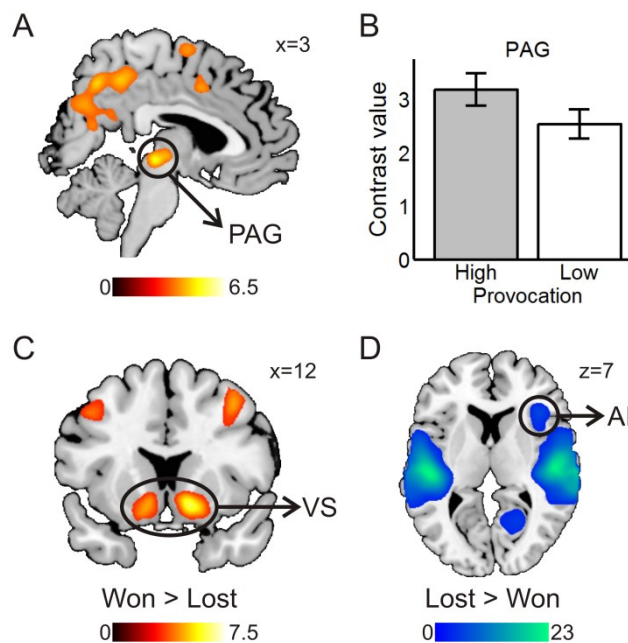 A
x=3
PAG
0 6.5
B
PAG
Contrast value
3
2
1
0
High Low
Provocation
C
x=12
VS
Won > Lost
0 7.5
D
z=7
AI
Lost > Won
0 23